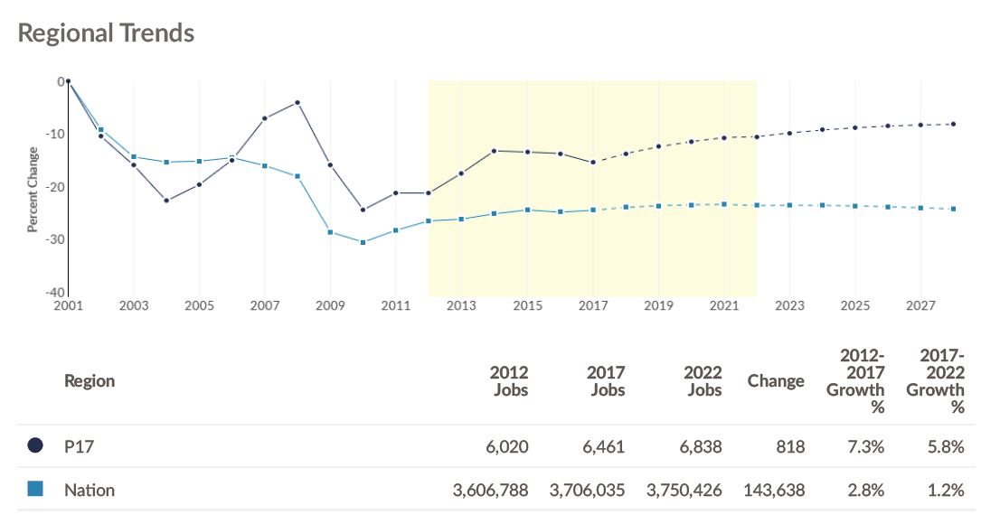 Regional Trends
Percent Change
0
-10
-20
-30
-40
2001 2003 2005 2007 2009 2011 2013 2015 2017 2019 2021 2023 2025 2027
Region 2012 Jobs 2017 Jobs 2022 Jobs Change 2012-2017 Growth % 2017-2022 Growth %
P17 6,020 6,461 6,838 818 7.3% 5.8%
Nation 3,606,788 3,706,035 3,750,426 143,638 2.8% 1.2%